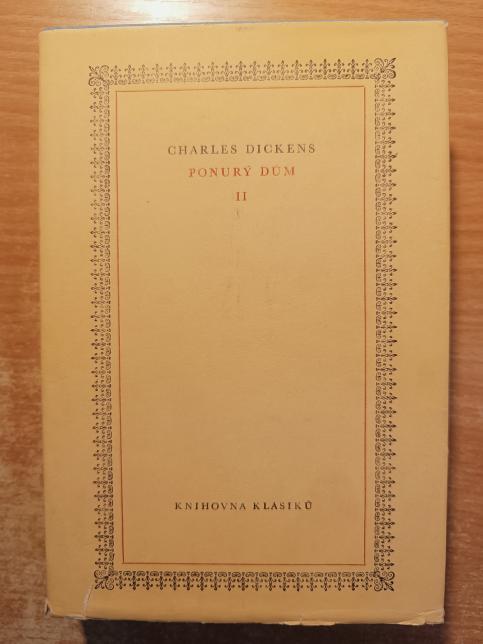 CHARLES DICKENS
PONURÝ DŮM
II
KNIHOVNA KLASIKŮ